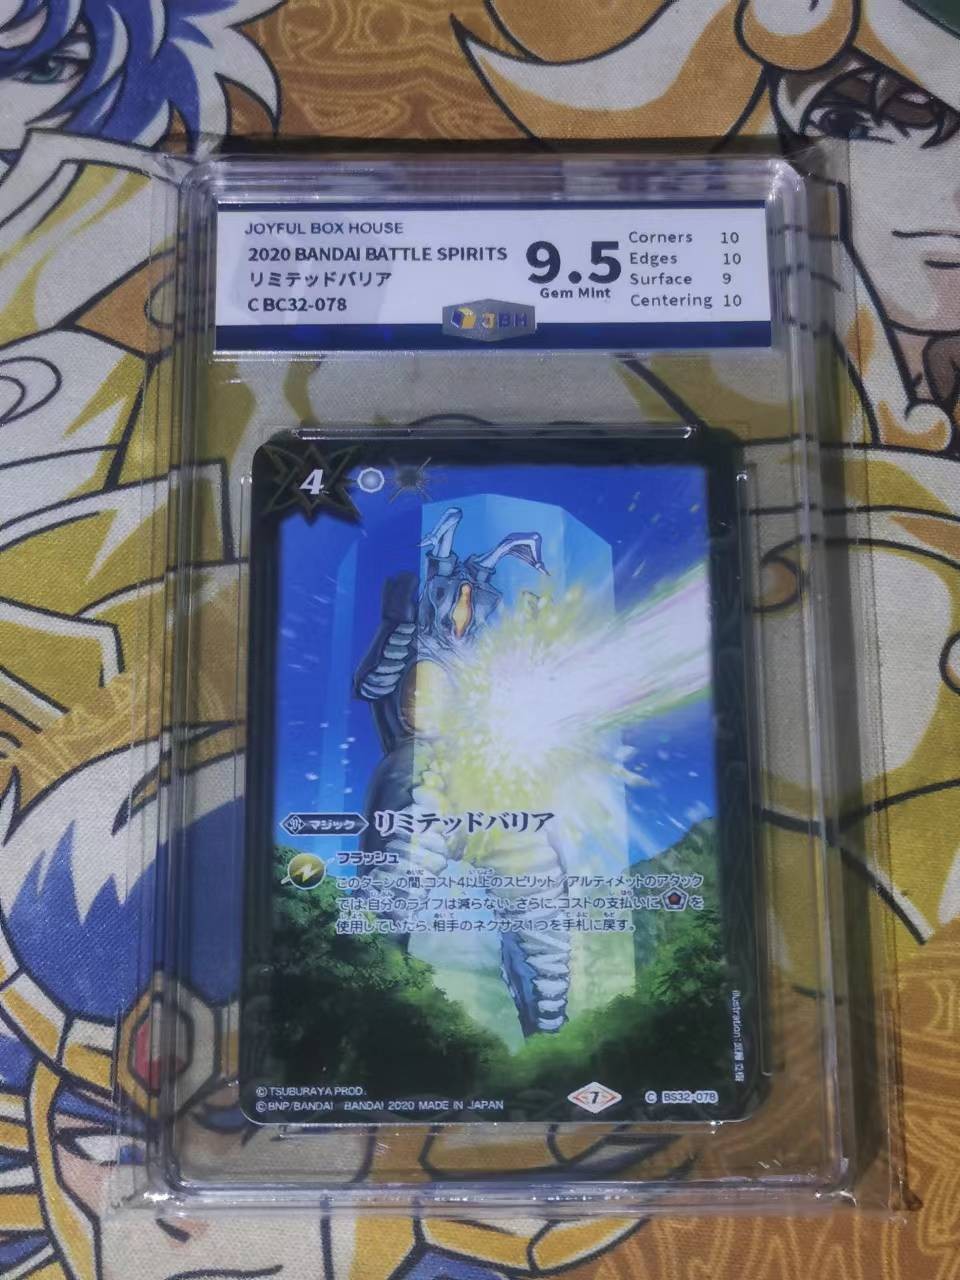 JOYFUL BOX HOUSE
2020 BANDAI BATTLE SPIRITS
リミテッドバリア
C BC32-078
9.5
Gem MInt
Corners 10
Edges 10
Surface 9
Centering 10
JBH
4
マジック リミテッドバリア
フラッシュ
このターンの間、コスト4以上のスピリット/アルティメットのアタック
では、自分のライフは減らない。さらに、コストの支払いに を
使用していたら、相手のネクサス1つを手札に戻す。
illustration:
©TSUBURAYA PROD.
©BNP/BANDAI BANDAI 2020 MADE IN JAPAN
7
C BS32-078